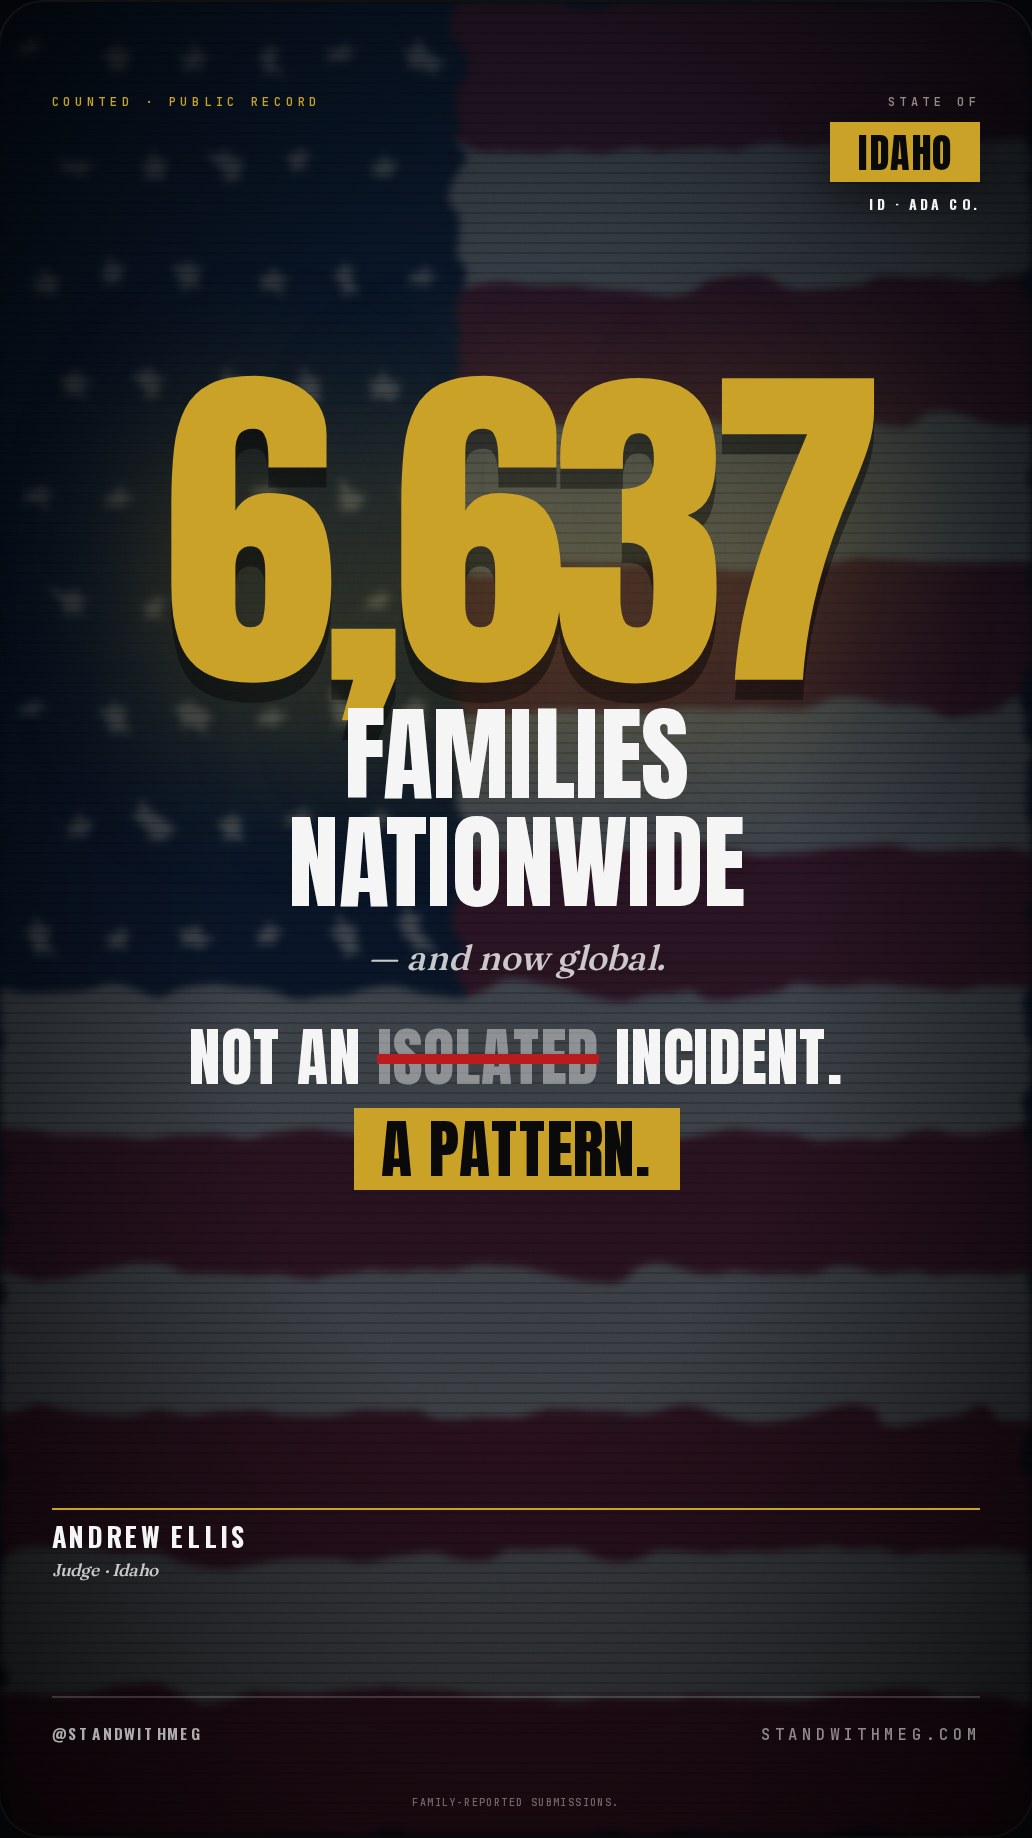 COUNTED · PUBLIC RECORD
STATE OF
IDAHO
ID · ADA CO.
6,637
FAMILIES
NATIONWIDE
— and now global.
NOT AN ISOLATED INCIDENT.
A PATTERN.
ANDREW ELLIS
Judge · Idaho
@STANDWITHMEG
STANDWITHMEG.COM
FAMILY-REPORTED SUBMISSIONS.